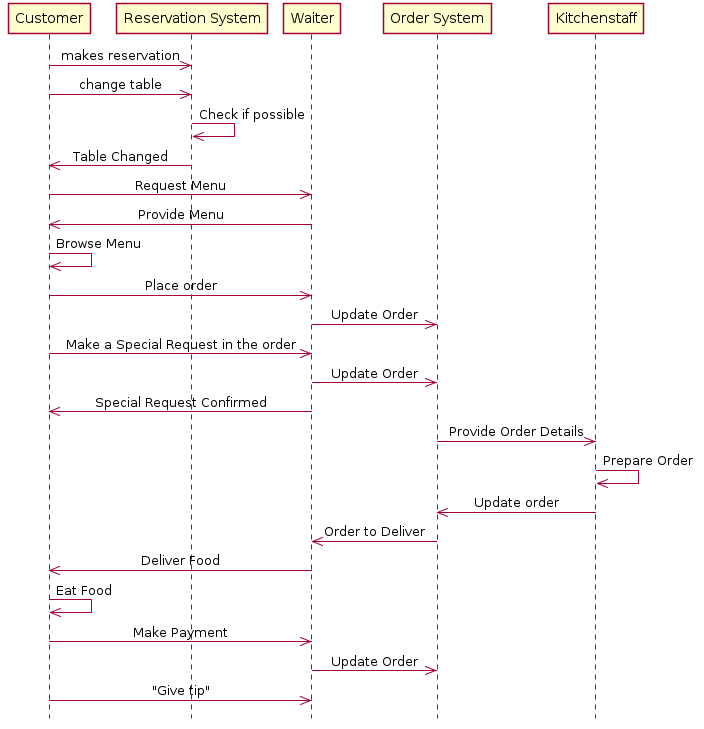 Customer
Reservation System
Waiter
Order System
Kitchenstaff
makes reservation
change table
Check if possible
Table Changed
Request Menu
Provide Menu
Browse Menu
Place order
Update Order
Make a Special Request in the order
Update Order
Special Request Confirmed
Provide Order Details
Prepare Order
Update order
Order to Deliver
Deliver Food
Eat Food
Make Payment
Update Order
"Give tip"